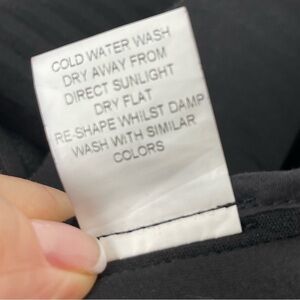 COLD WATER WASH
DRY AWAY FROM
DIRECT SUNLIGHT
DRY FLAT
RE-SHAPE WHILST DAMP
WASH WITH SIMILAR
COLORS